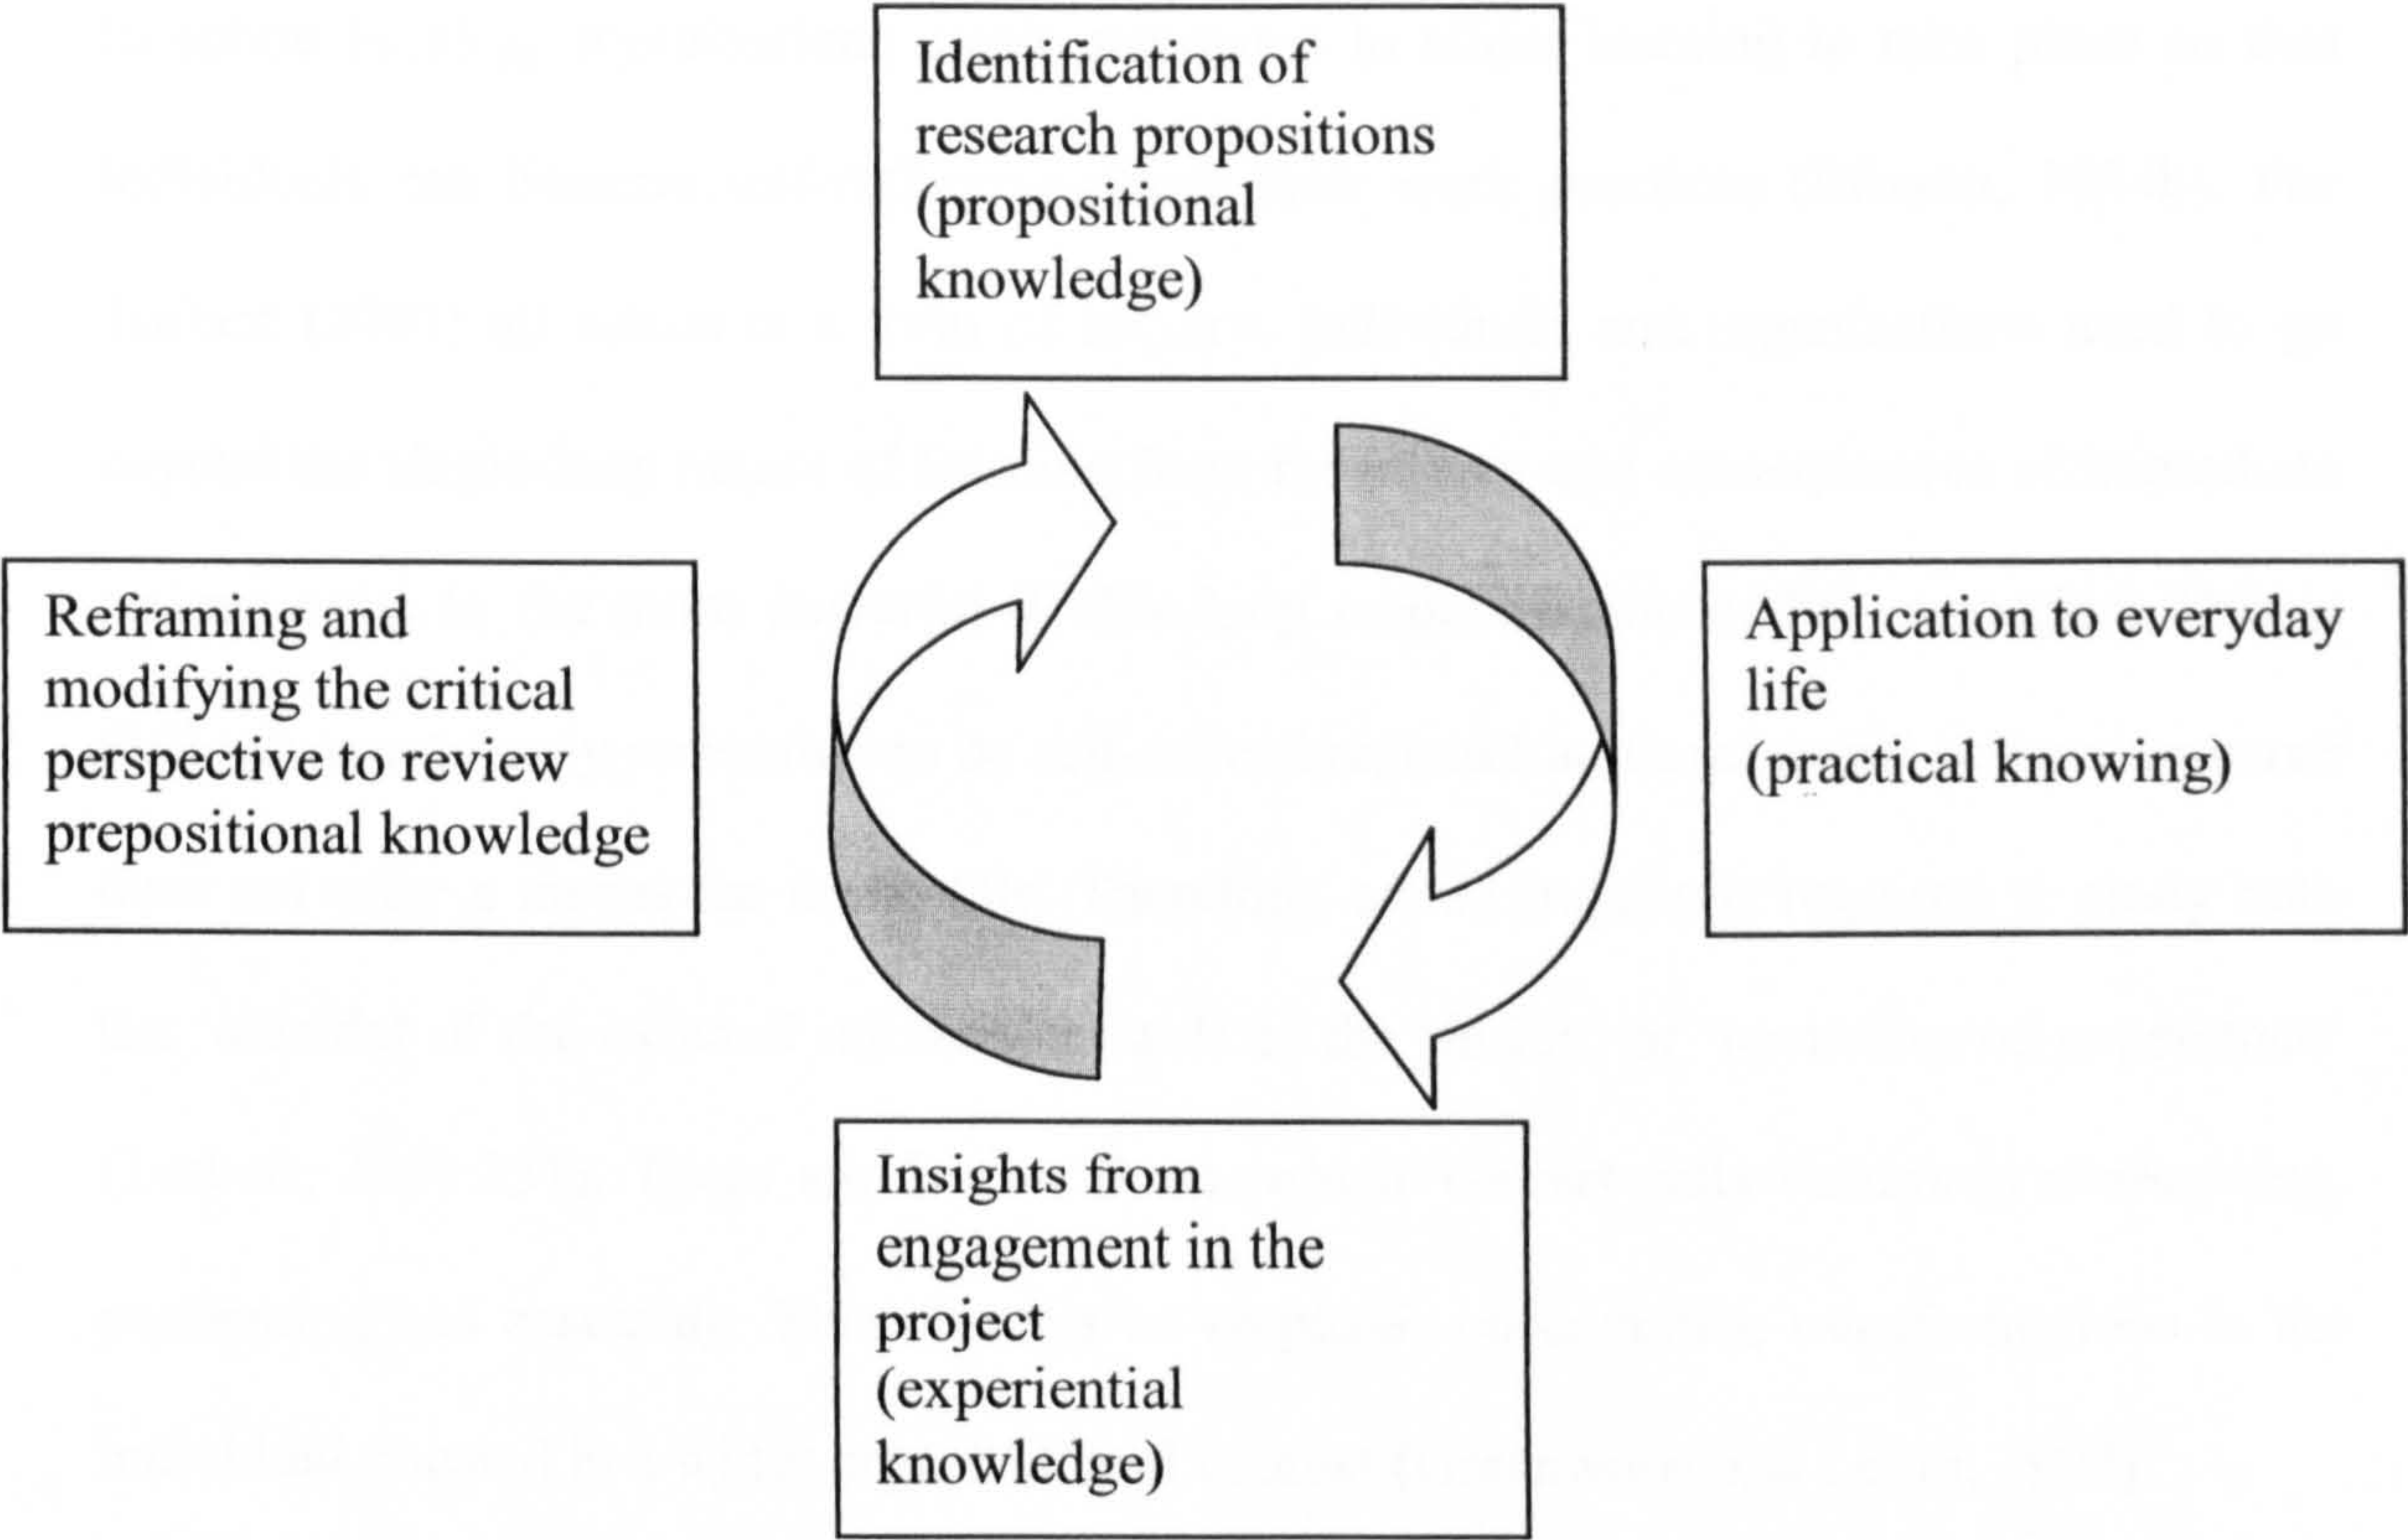 Identification of
research propositions
(propositional
knowledge)
Reframing and
modifying the critical
perspective to review
prepositional knowledge
Application to everyday
life
(practical knowing)
Insights from
engagement in the
project
(experiential
knowledge)